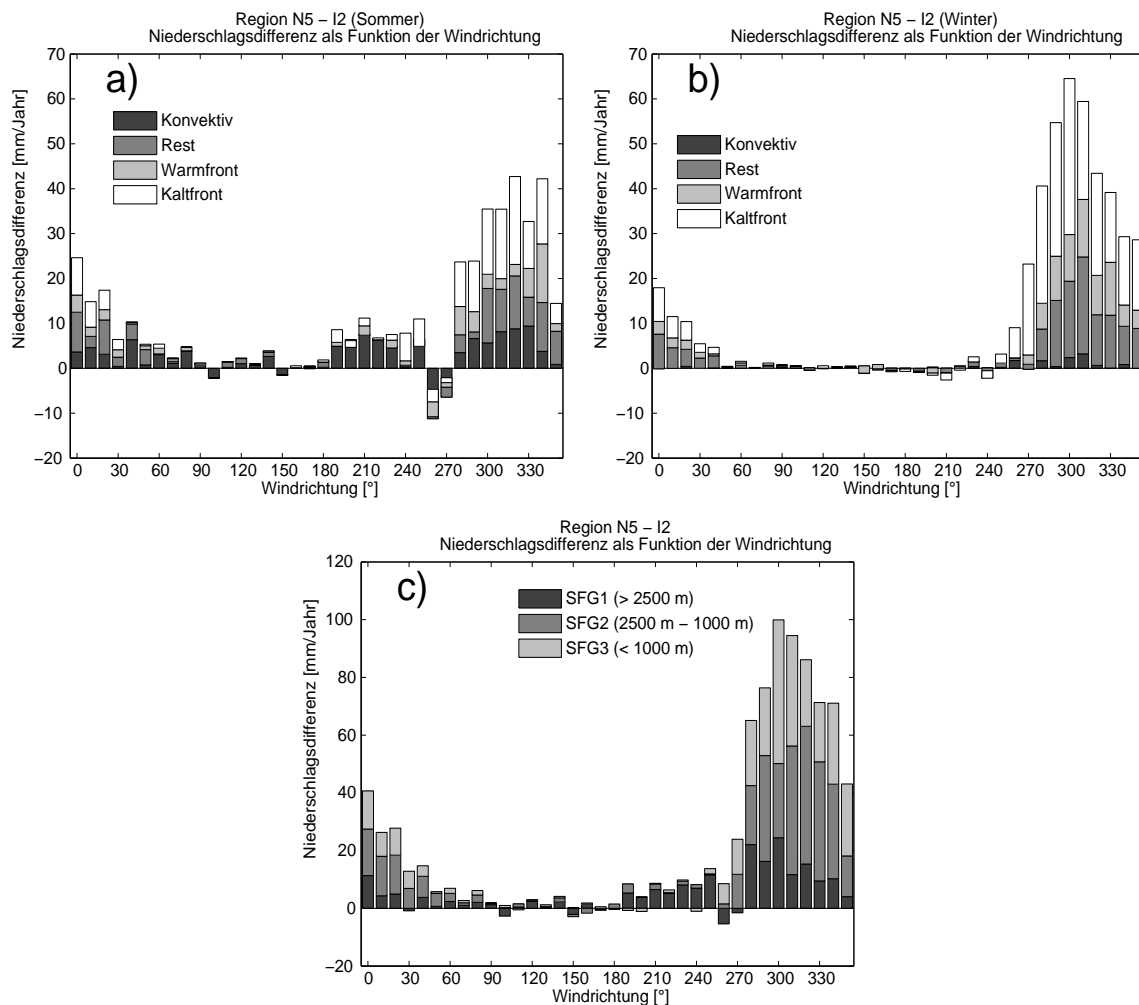 Region N5 − I2 (Sommer)
Niederschlagsdifferenz als Funktion der Windrichtung
a)
Konvektiv
Rest
Warmfront
Kaltfront
Niederschlagsdifferenz [mm/Jahr]
70
60
50
40
30
20
10
0
−10
−20
0 30 60 90 120 150 180 210 240 270 300 330
Windrichtung [°]
Region N5 − I2 (Winter)
Niederschlagsdifferenz als Funktion der Windrichtung
b)
Konvektiv
Rest
Warmfront
Kaltfront
Niederschlagsdifferenz [mm/Jahr]
70
60
50
40
30
20
10
0
−10
−20
0 30 60 90 120 150 180 210 240 270 300 330
Windrichtung [°]
Region N5 − I2
Niederschlagsdifferenz als Funktion der Windrichtung
c)
SFG1 (> 2500 m)
SFG2 (2500 m − 1000 m)
SFG3 (< 1000 m)
Niederschlagsdifferenz [mm/Jahr]
120
100
80
60
40
20
0
−20
0 30 60 90 120 150 180 210 240 270 300 330
Windrichtung [°]